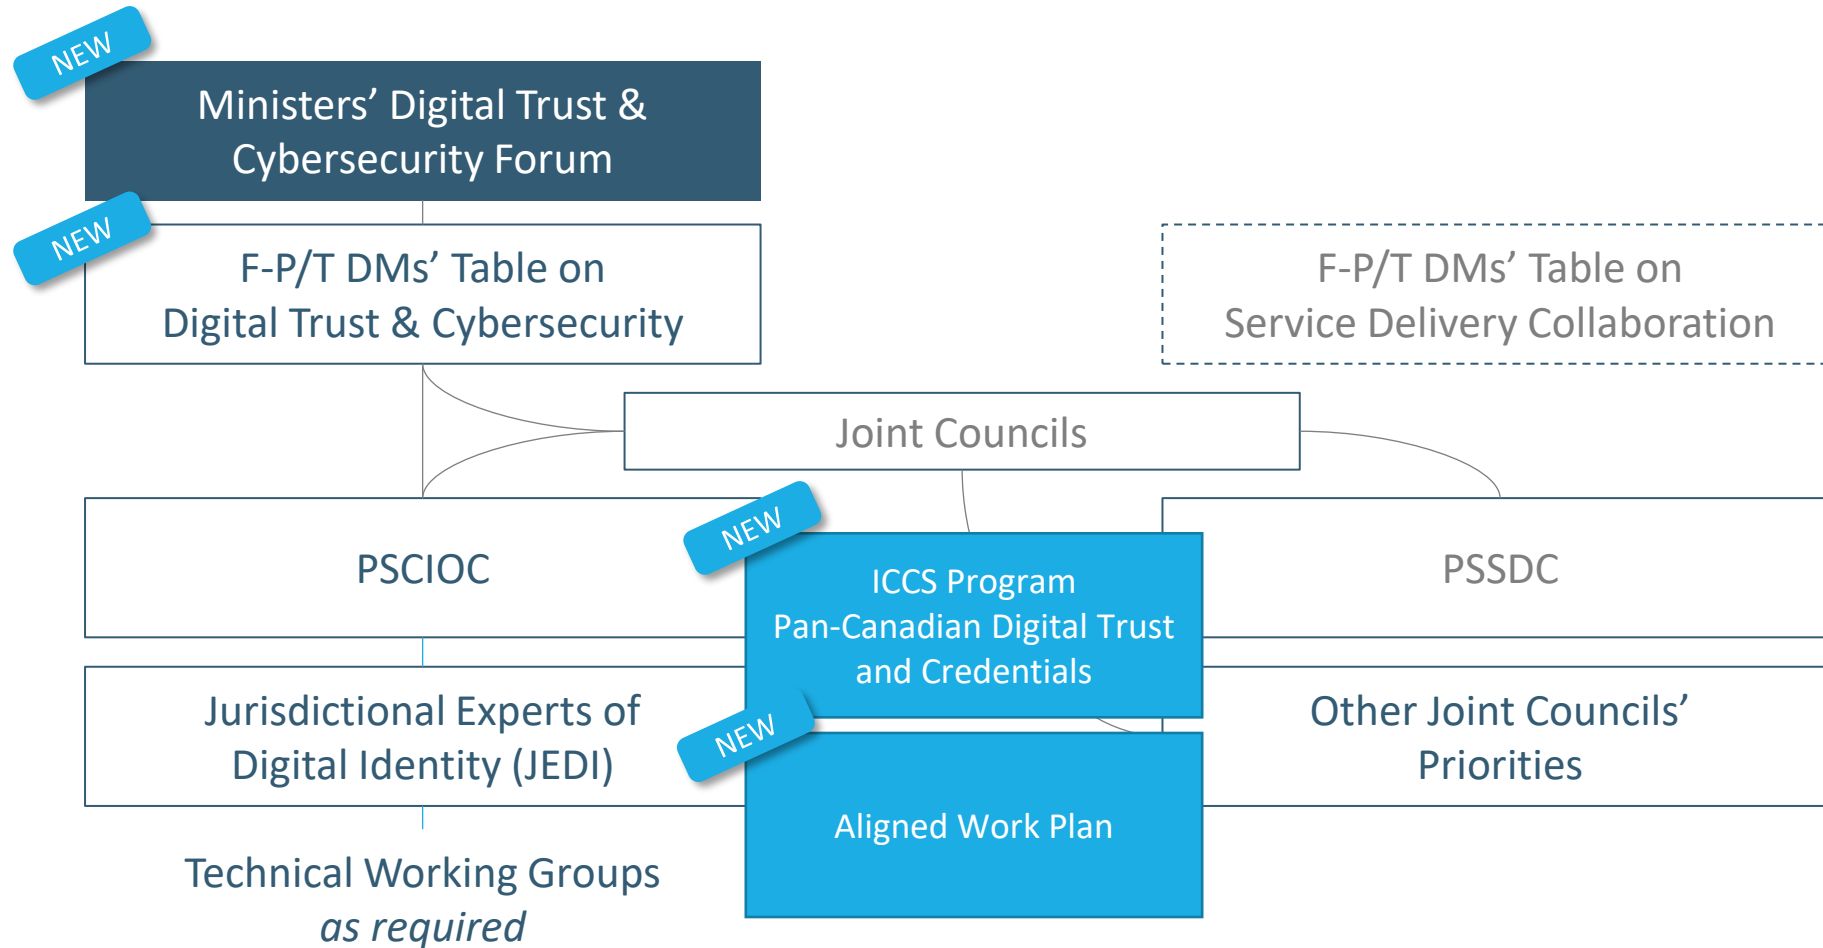 NEW
Ministers’ Digital Trust &
Cybersecurity Forum
NEW
F-P/T DMs’ Table on
Digital Trust & Cybersecurity
F-P/T DMs’ Table on
Service Delivery Collaboration
Joint Councils
PSCIOC
NEW
ICCS Program
Pan-Canadian Digital Trust
and Credentials
PSSDC
Jurisdictional Experts of
Digital Identity (JEDI)
NEW
Aligned Work Plan
Other Joint Councils’
Priorities
Technical Working Groups
as required